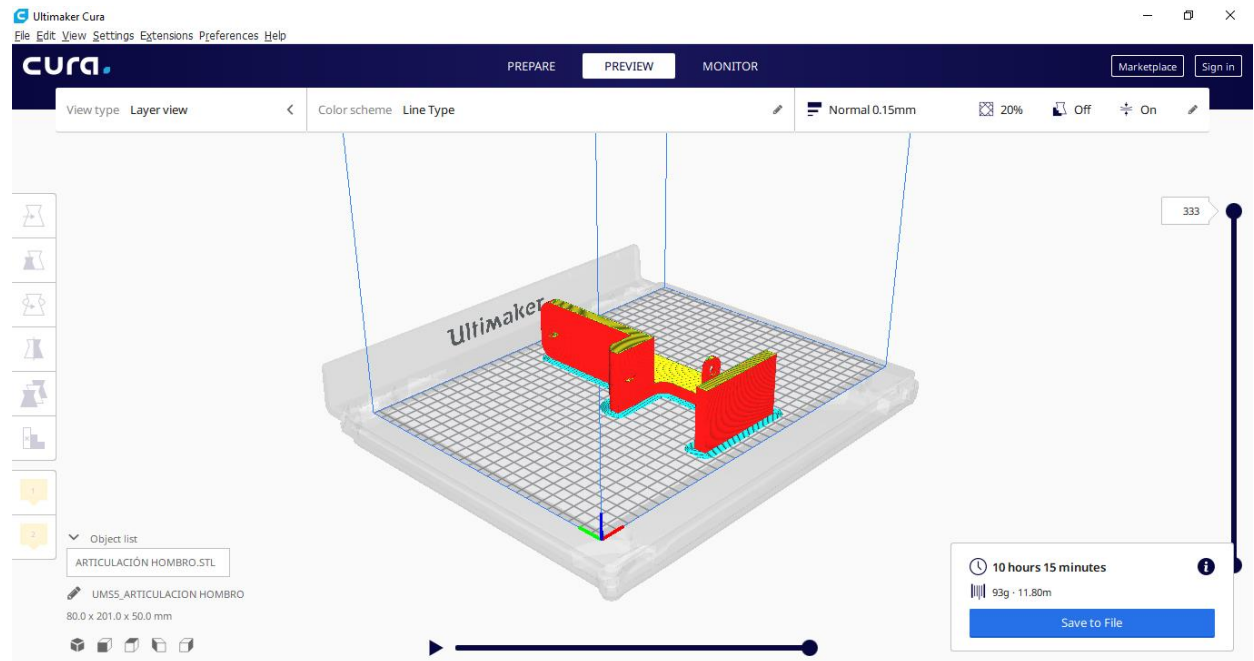 Ultimaker Cura
File Edit View Settings Extensions Preferences Help
cura.
PREPARE PREVIEW MONITOR
Marketplace Sign in
View type Layer view
Color scheme Line Type
Normal 0.15mm 20% Off On
333
Ultimaker
1
2
Object list
ARTICULACIÓN HOMBRO.STL
UMS5_ARTICULACION HOMBRO
80.0 x 201.0 x 50.0 mm
10 hours 15 minutes
93g · 11.80m
Save to File